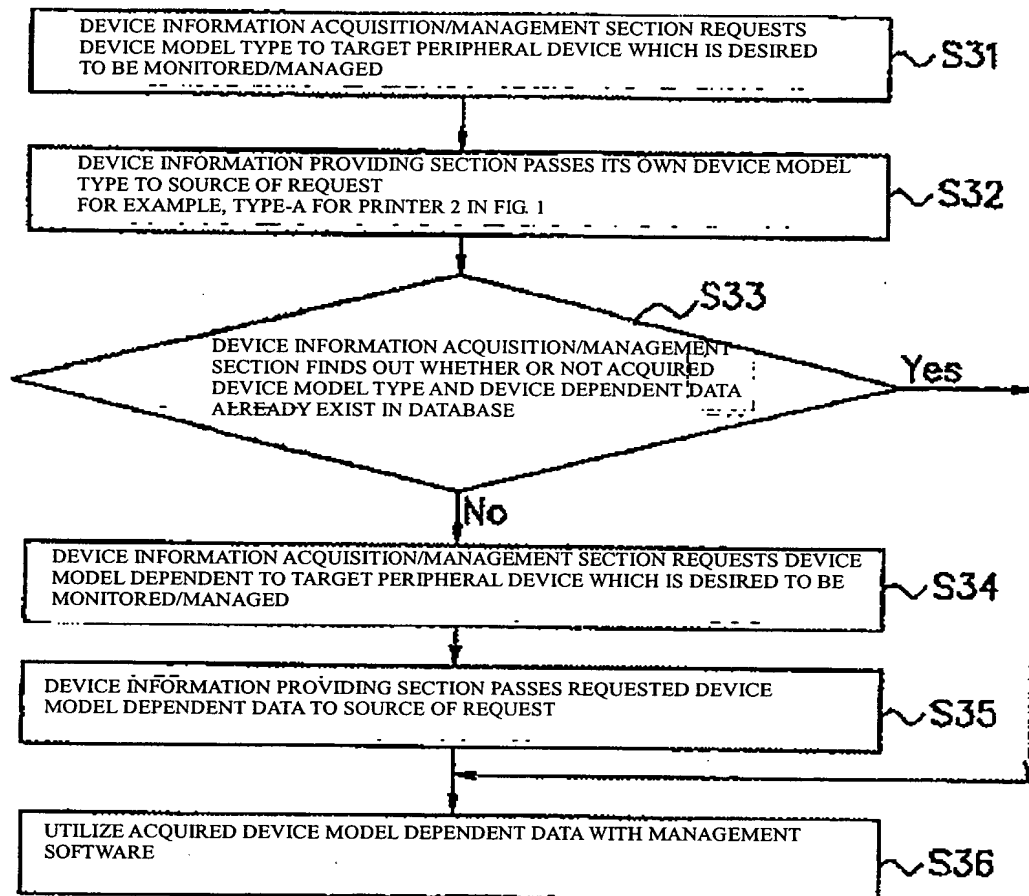 DEVICE INFORMATION ACQUISITION/MANAGEMENT SECTION REQUESTS
DEVICE MODEL TYPE TO TARGET PERIPHERAL DEVICE WHICH IS DESIRED
TO BE MONITORED/MANAGED
S31
DEVICE INFORMATION PROVIDING SECTION PASSES ITS OWN DEVICE MODEL
TYPE TO SOURCE OF REQUEST
FOR EXAMPLE, TYPE-A FOR PRINTER 2 IN FIG. 1
S32
S33
DEVICE INFORMATION ACQUISITION/MANAGEMENT
SECTION FINDS OUT WHETHER OR NOT ACQUIRED
DEVICE MODEL TYPE AND DEVICE DEPENDENT DATA
ALREADY EXIST IN DATABASE
Yes
No
DEVICE INFORMATION ACQUISITION/MANAGEMENT SECTION REQUESTS DEVICE
MODEL DEPENDENT TO TARGET PERIPHERAL DEVICE WHICH IS DESIRED TO BE
MONITORED/MANAGED
S34
DEVICE INFORMATION PROVIDING SECTION PASSES REQUESTED DEVICE
MODEL DEPENDENT DATA TO SOURCE OF REQUEST
S35
UTILIZE ACQUIRED DEVICE MODEL DEPENDENT DATA WITH MANAGEMENT
SOFTWARE
S36